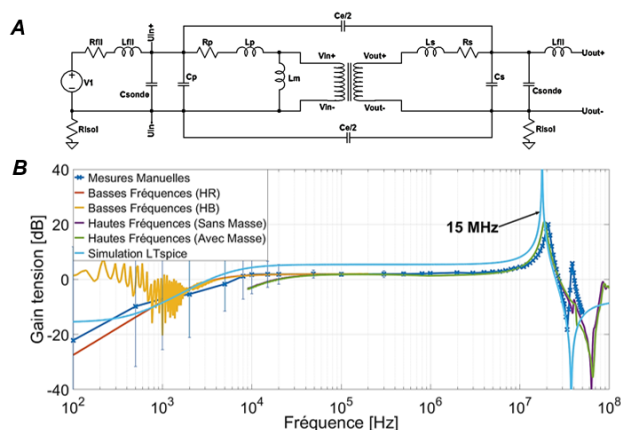 A
Ce/2
Rfil Lfil Uin+ Rp Lp Ls Rs Lfil
Vin+ Vout+ Uout+
V1 Csonde Cp Lm Cs Csonde
Vin- Vout- Uout-
Risol Uin- Ce/2 Risol
B
40
20
0
-20
-40
Gain tension [dB]
Mesures Manuelles
Basses Fréquences (HR)
Basses Fréquences (HB)
Hautes Fréquences (Sans Masse)
Hautes Fréquences (Avec Masse)
Simulation LTspice
15 MHz
10² 10³ 10⁴ 10⁵ 10⁶ 10⁷ 10⁸
Fréquence [Hz]